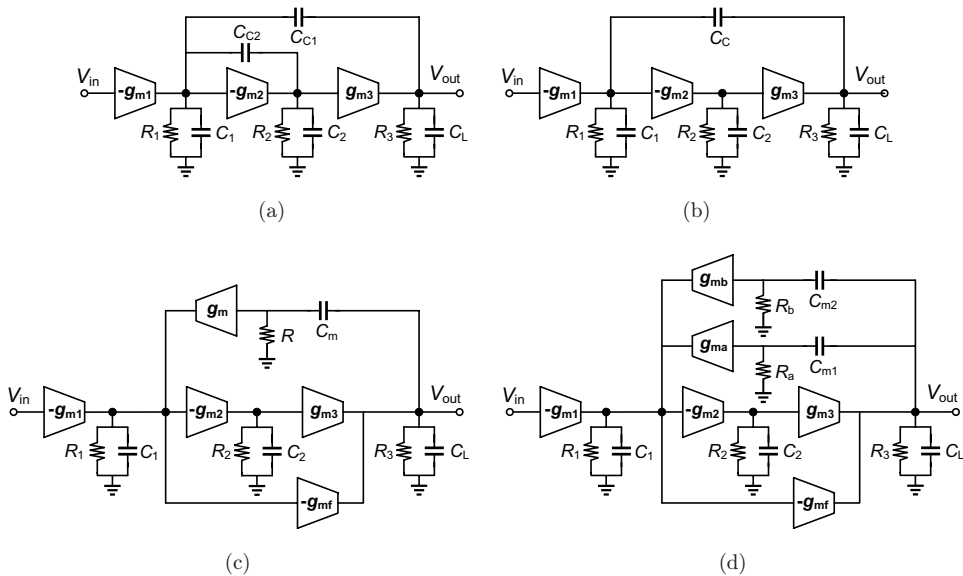 C_C1
C_C2
V_in -g_m1 -g_m2 g_m3 V_out
R_1 C_1 R_2 C_2 R_3 C_L
(a)
C_C
V_in -g_m1 -g_m2 g_m3 V_out
R_1 C_1 R_2 C_2 R_3 C_L
(b)
g_m R C_m
V_in -g_m1 -g_m2 g_m3 V_out
R_1 C_1 R_2 C_2 R_3 C_L
-g_mf
(c)
g_mb R_b C_m2
g_ma R_a C_m1
V_in -g_m1 -g_m2 g_m3 V_out
R_1 C_1 R_2 C_2 R_3 C_L
-g_mf
(d)